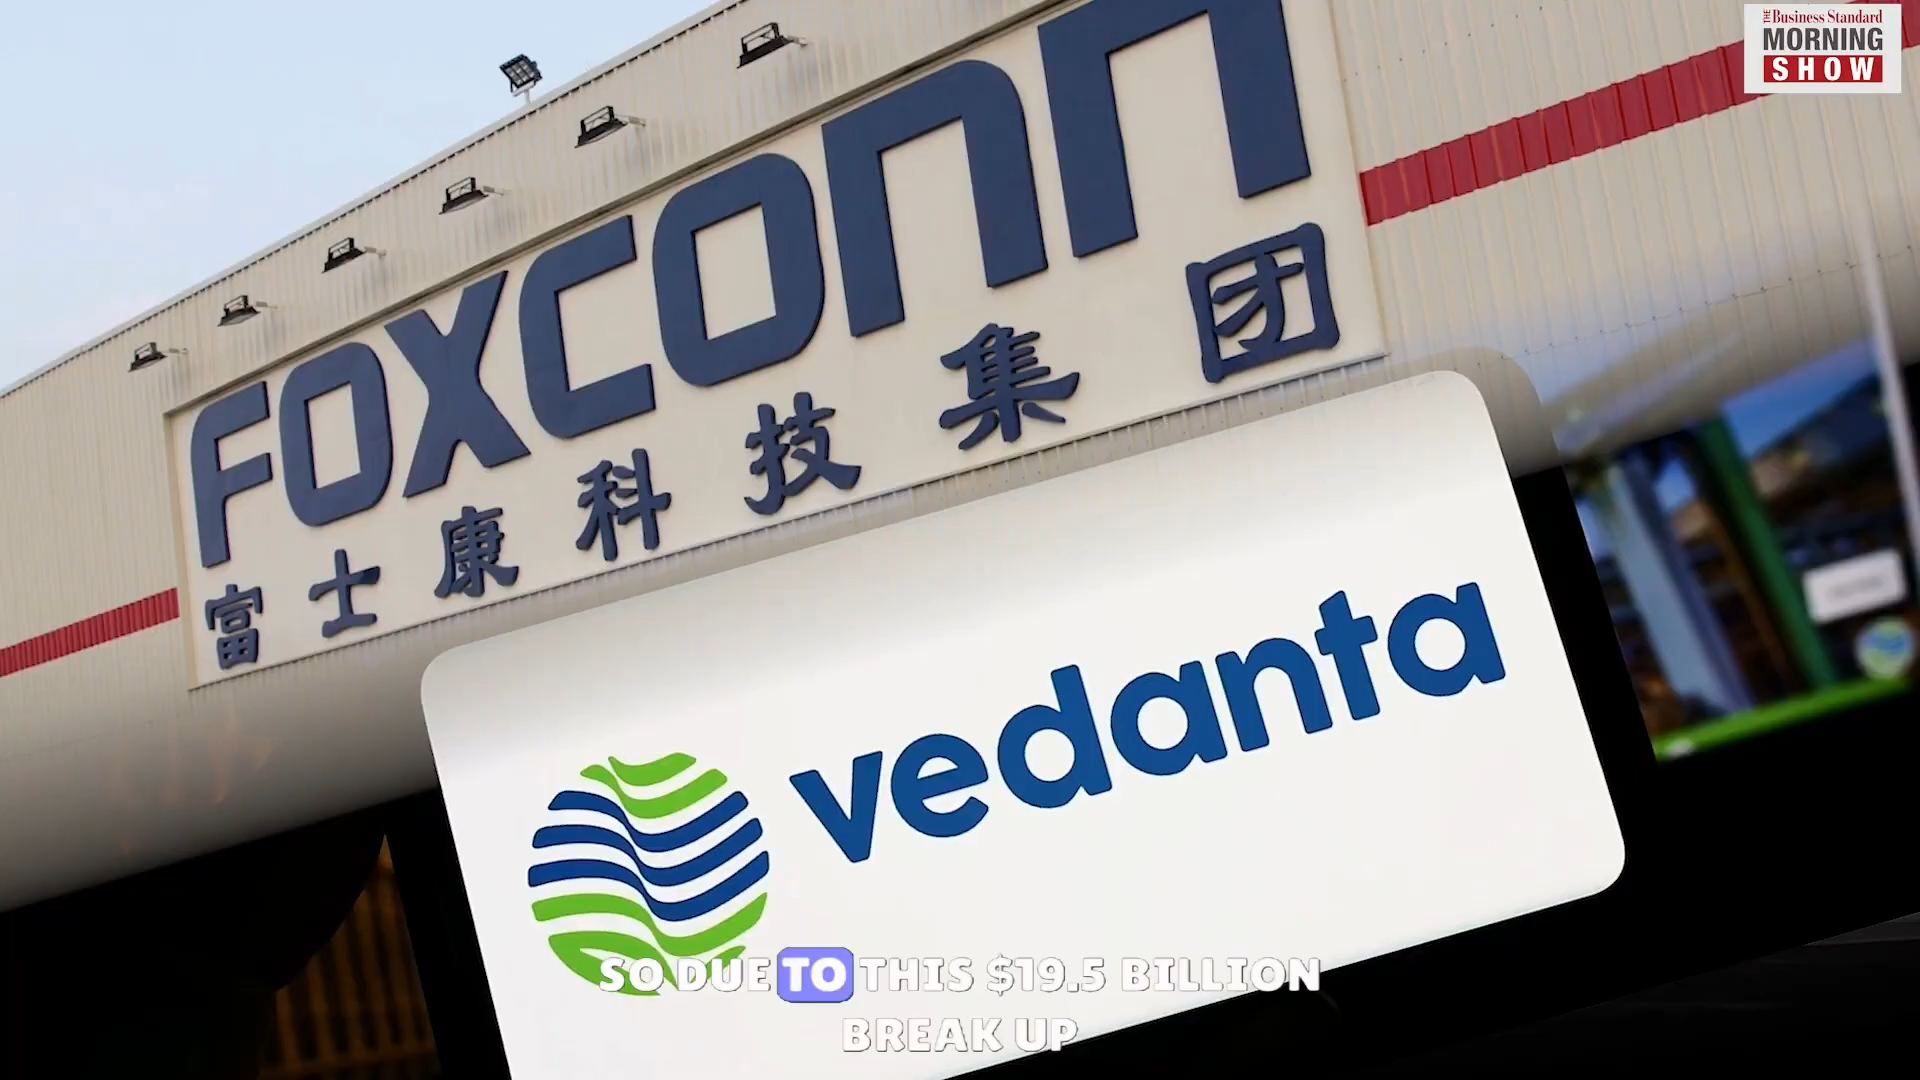 THE Business Standard
MORNING
SHOW
FOXCONN
富士康科技集团
vedanta
SO DUE TO THIS $19.5 BILLION
BREAK UP